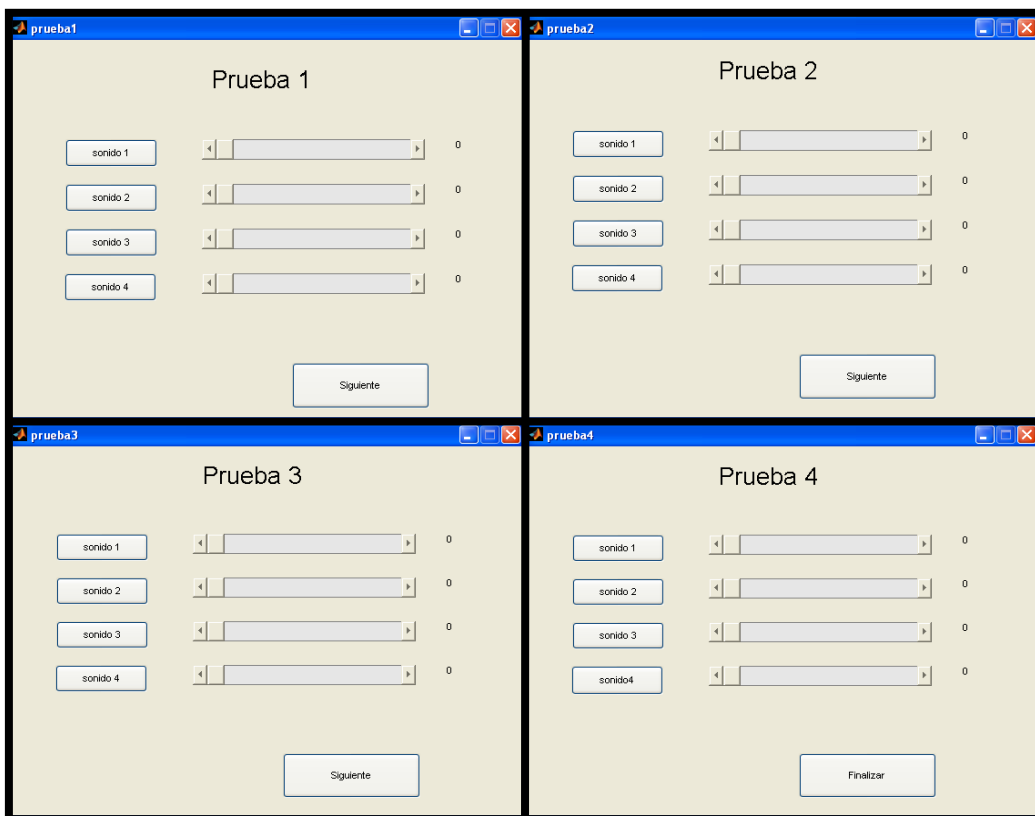 prueba1
Prueba 1
sonido 1
0
sonido 2
0
sonido 3
0
sonido 4
0
Siguiente
prueba2
Prueba 2
sonido 1
0
sonido 2
0
sonido 3
0
sonido 4
0
Siguiente
prueba3
Prueba 3
sonido 1
0
sonido 2
0
sonido 3
0
sonido 4
0
Siguiente
prueba4
Prueba 4
sonido 1
0
sonido 2
0
sonido 3
0
sonido4
0
Finalizar